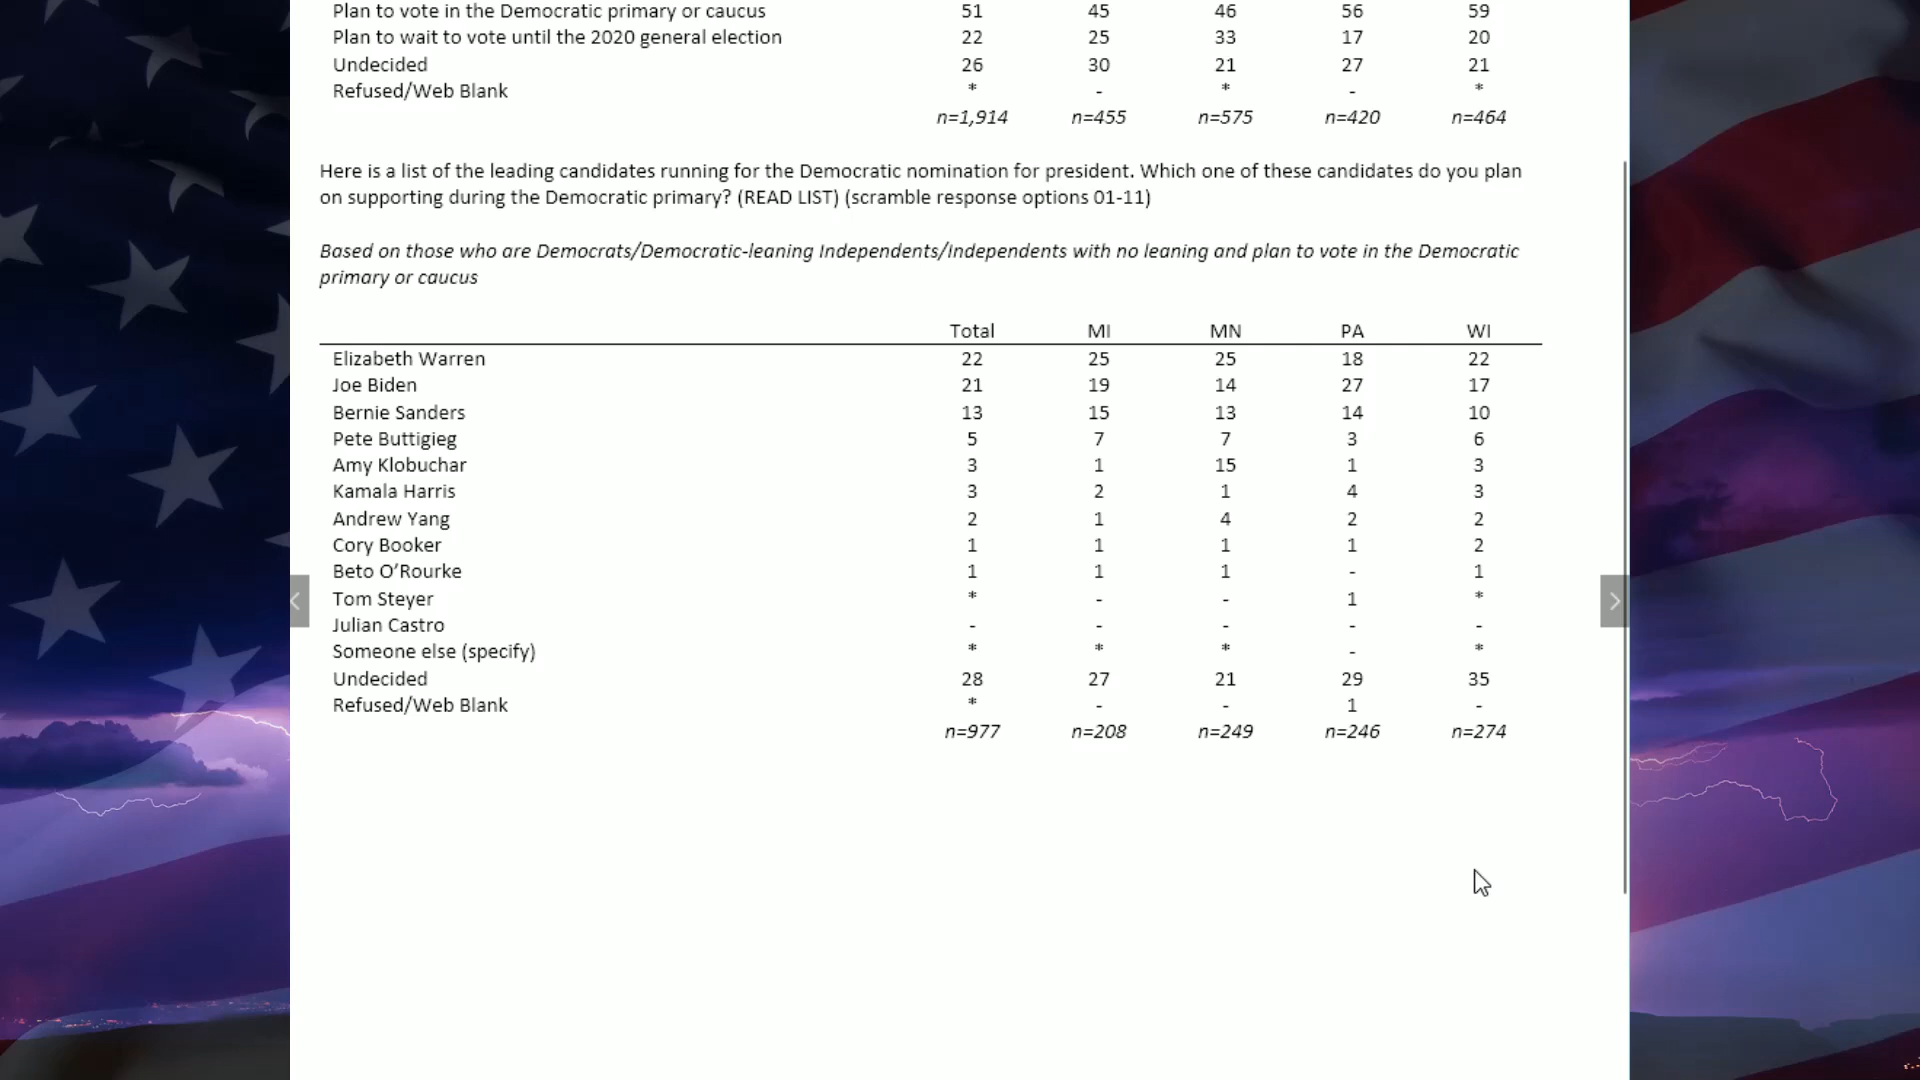 Plan to vote in the Democratic primary or caucus 51 45 46 56 59
Plan to wait to vote until the 2020 general election 22 25 33 17 20
Undecided 26 30 21 27 21
Refused/Web Blank * - * - *
n=1,914 n=455 n=575 n=420 n=464
Here is a list of the leading candidates running for the Democratic nomination for president. Which one of these candidates do you plan
on supporting during the Democratic primary? (READ LIST) (scramble response options 01-11)
Based on those who are Democrats/Democratic-leaning Independents/Independents with no leaning and plan to vote in the Democratic
primary or caucus
Total MI MN PA WI
Elizabeth Warren 22 25 25 18 22
Joe Biden 21 19 14 27 17
Bernie Sanders 13 15 13 14 10
Pete Buttigieg 5 7 7 3 6
Amy Klobuchar 3 1 15 1 3
Kamala Harris 3 2 1 4 3
Andrew Yang 2 1 4 2 2
Cory Booker 1 1 1 1 2
Beto O’Rourke 1 1 1 - 1
Tom Steyer * - - 1 *
Julian Castro - - - - -
Someone else (specify) * * * - *
Undecided 28 27 21 29 35
Refused/Web Blank * - - 1 -
n=977 n=208 n=249 n=246 n=274